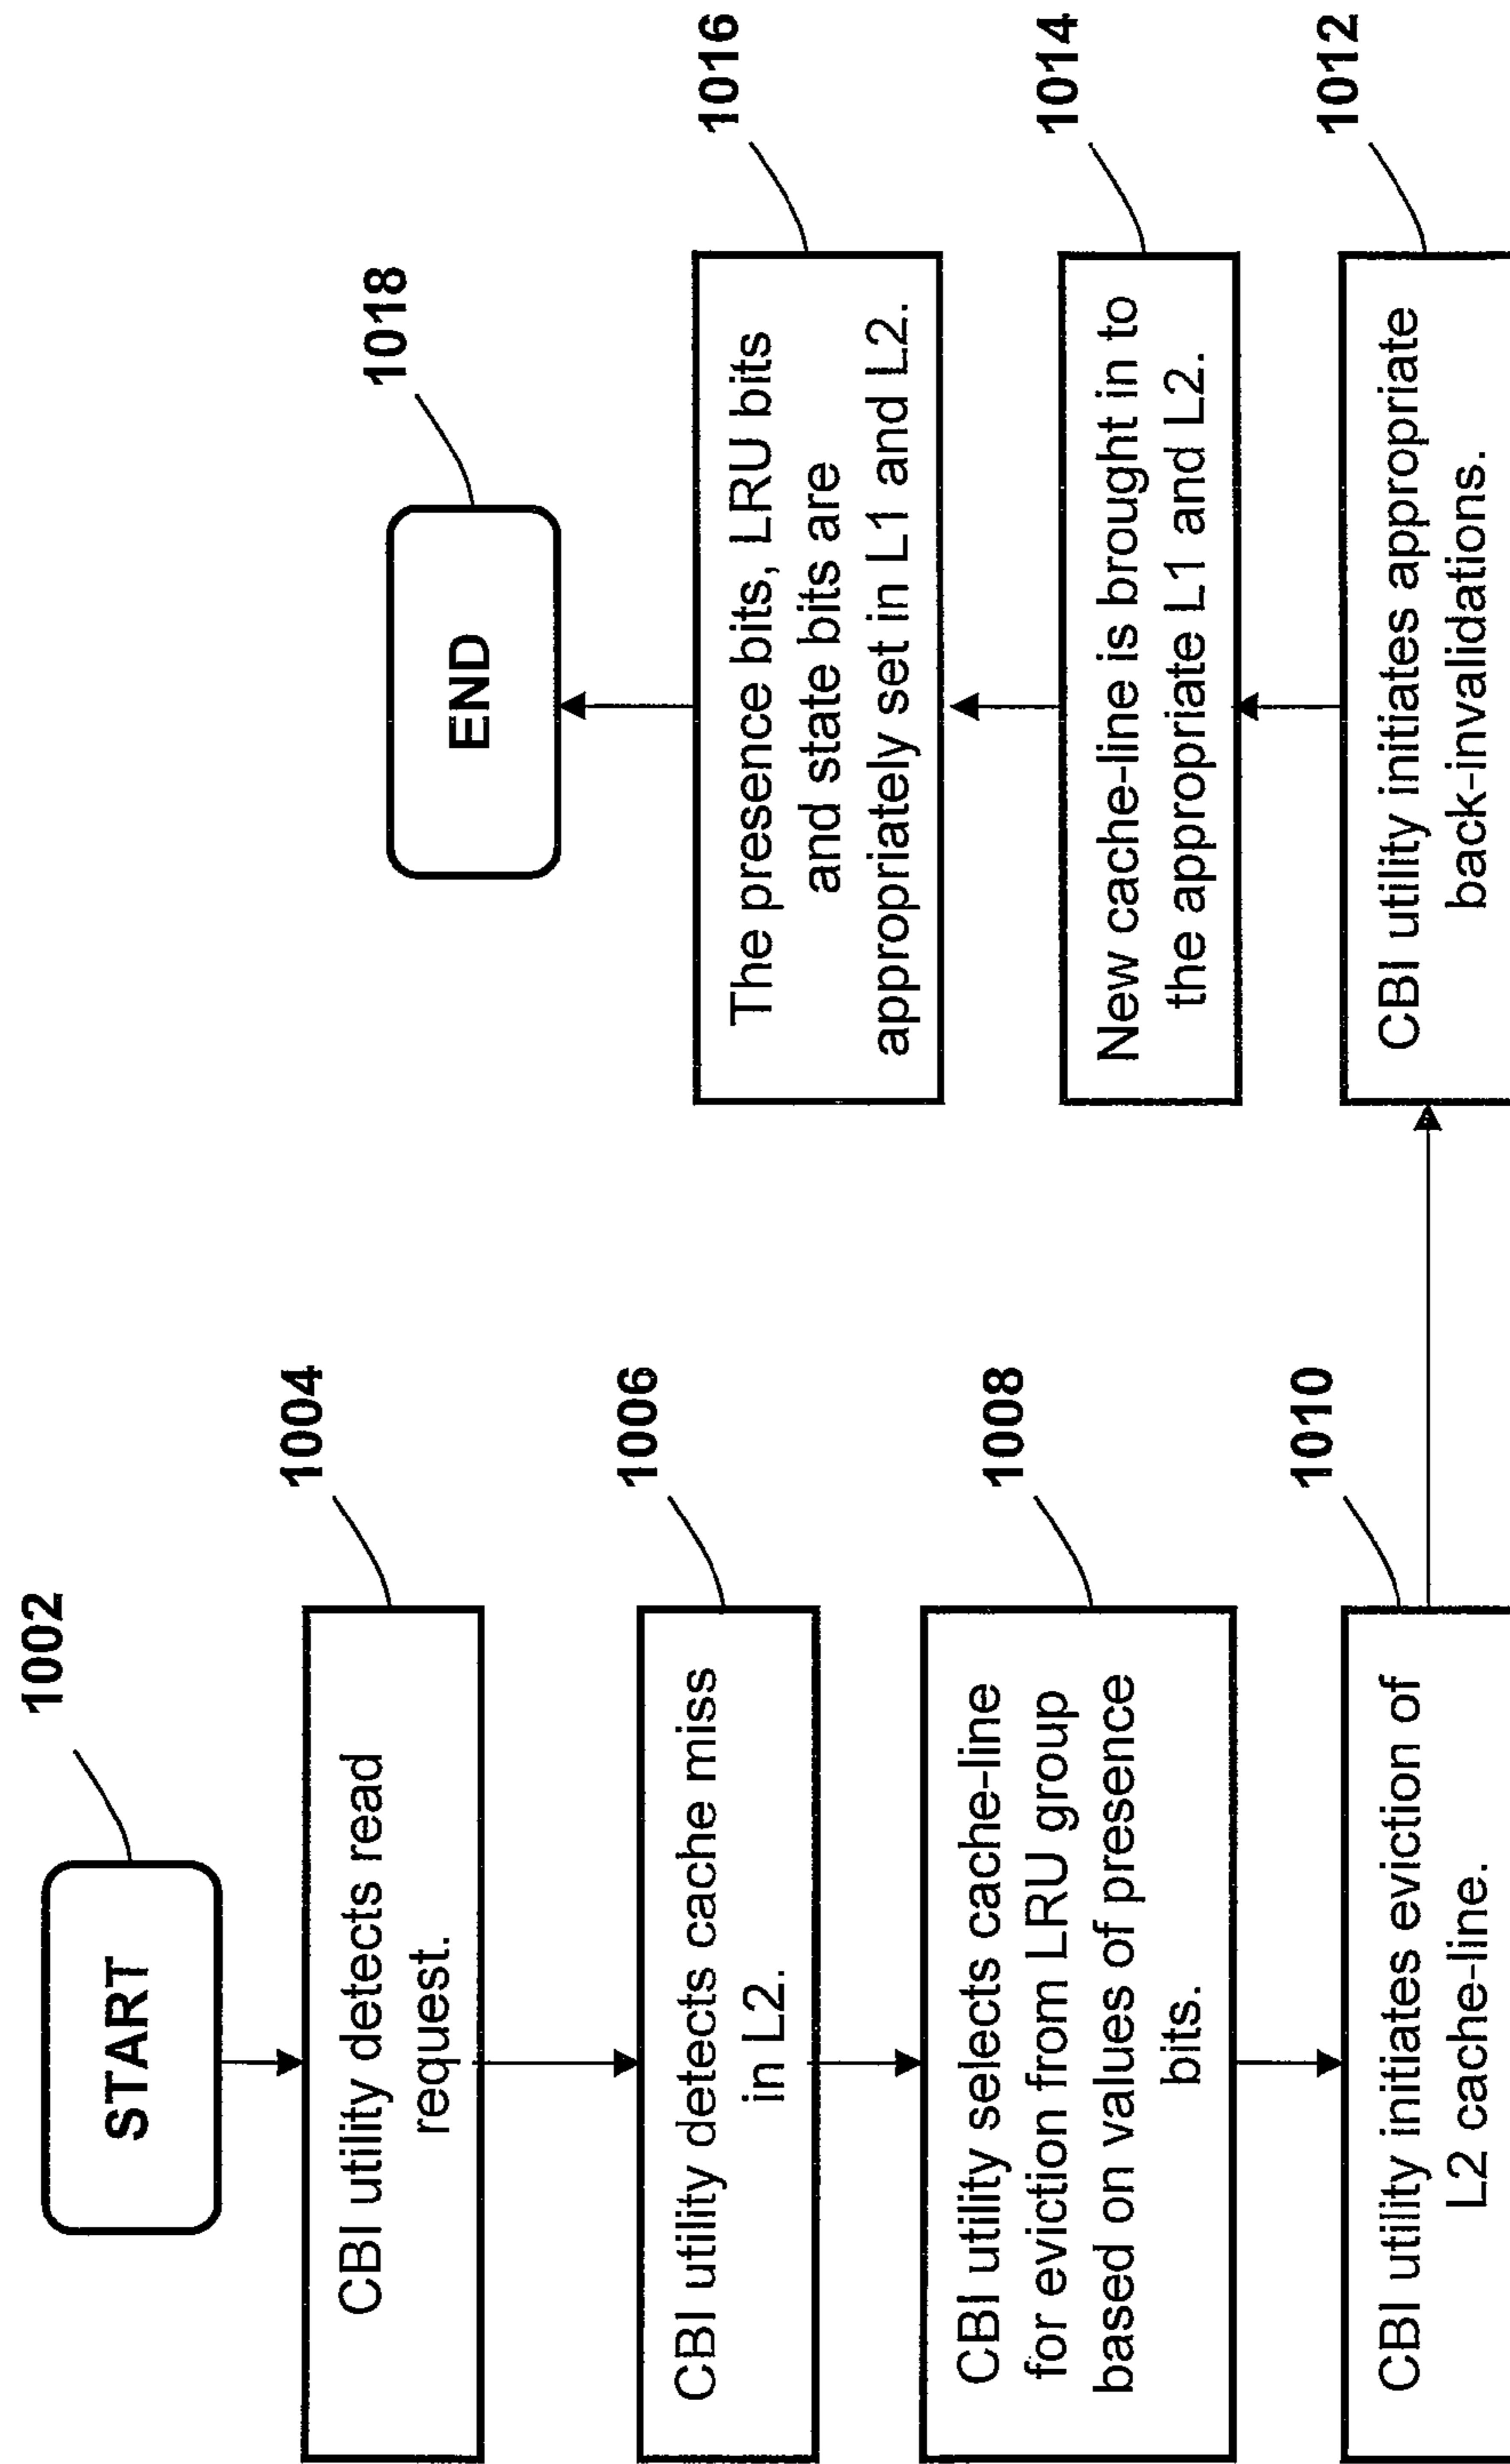 1002
START
1004
CBI utility detects read
request.
1006
CBI utility detects cache miss
in L2.
1008
CBI utility selects cache-line
for eviction from LRU group
based on values of presence
bits.
1010
CBI utility initiates eviction of
L2 cache-line.
1012
CBI utility initiates appropriate
back-invalidations.
1014
New cache-line is brought in to
the appropriate L1 and L2.
1016
The presence bits, LRU bits
and state bits are
appropriately set in L1 and L2.
1018
END